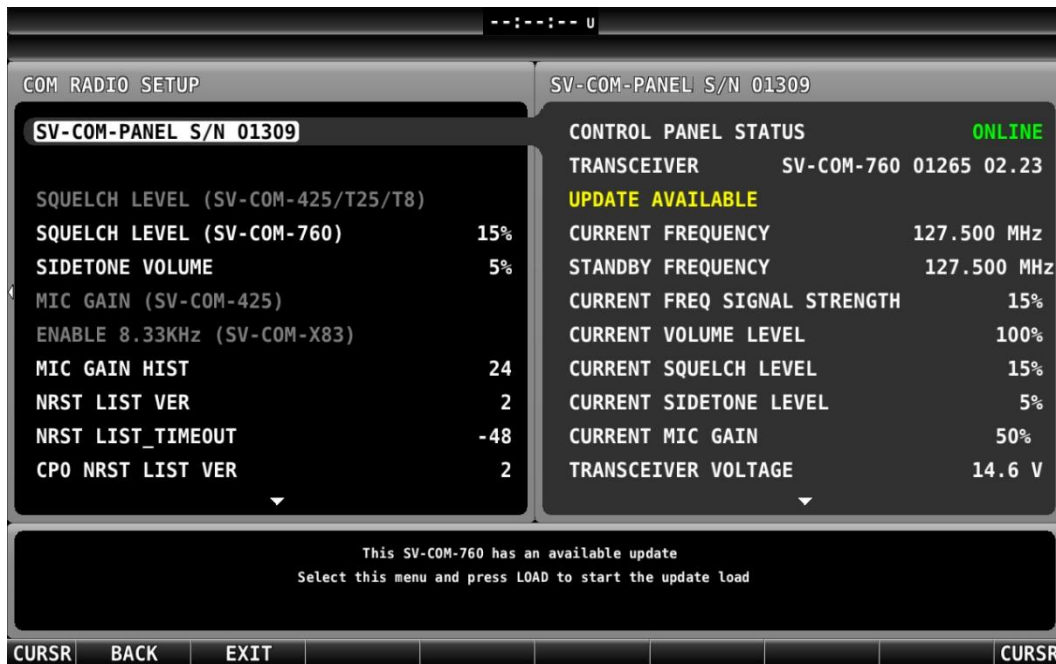 --:--:-- U
COM RADIO SETUP
SV-COM-PANEL S/N 01309
SQUELCH LEVEL (SV-COM-425/T25/T8)
SQUELCH LEVEL (SV-COM-760) 15%
SIDETONE VOLUME 5%
MIC GAIN (SV-COM-425)
ENABLE 8.33KHz (SV-COM-X83)
MIC GAIN HIST 24
NRST LIST VER 2
NRST LIST_TIMEOUT -48
CPO NRST LIST VER 2
SV-COM-PANEL S/N 01309
CONTROL PANEL STATUS ONLINE
TRANSCEIVER SV-COM-760 01265 02.23
UPDATE AVAILABLE
CURRENT FREQUENCY 127.500 MHz
STANDBY FREQUENCY 127.500 MHz
CURRENT FREQ SIGNAL STRENGTH 15%
CURRENT VOLUME LEVEL 100%
CURRENT SQUELCH LEVEL 15%
CURRENT SIDETONE LEVEL 5%
CURRENT MIC GAIN 50%
TRANSCEIVER VOLTAGE 14.6 V
This SV-COM-760 has an available update
Select this menu and press LOAD to start the update load
CURSR BACK EXIT CURSR